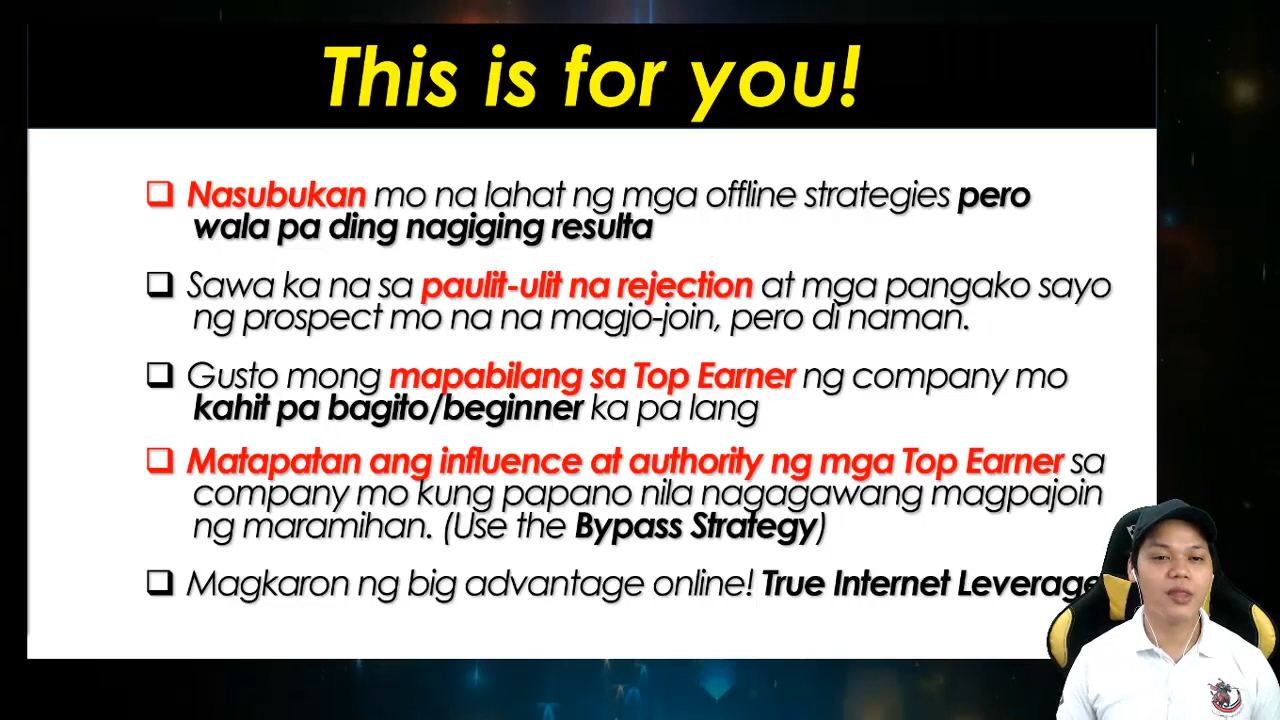 This is for you!
Nasubukan mo na lahat ng mga offline strategies pero
wala pa ding nagiging resulta
Sawa ka na sa paulit-ulit na rejection at mga pangako sayo
ng prospect mo na na magjo-join, pero di naman.
Gusto mong mapabilang sa Top Earner ng company mo
kahit pa bagito/beginner ka pa lang
Matapatan ang influence at authority ng mga Top Earner sa
company mo kung papano nila nagagawang magpajoin
ng maramihan. (Use the Bypass Strategy)
Magkaron ng big advantage online! True Internet Leverage